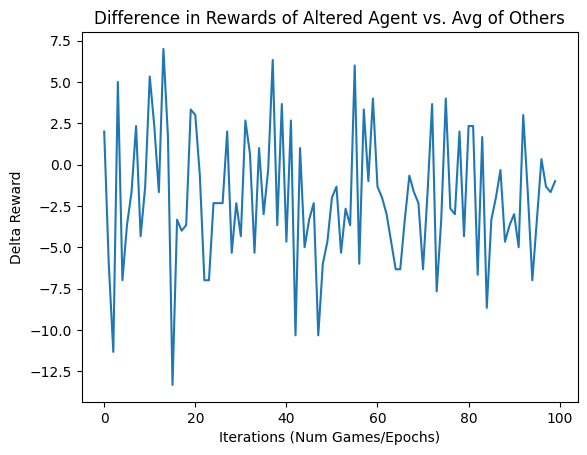 Difference in Rewards of Altered Agent vs. Avg of Others
7.5
5.0
2.5
0.0
−2.5
−5.0
−7.5
−10.0
−12.5
Delta Reward
0 20 40 60 80 100
Iterations (Num Games/Epochs)